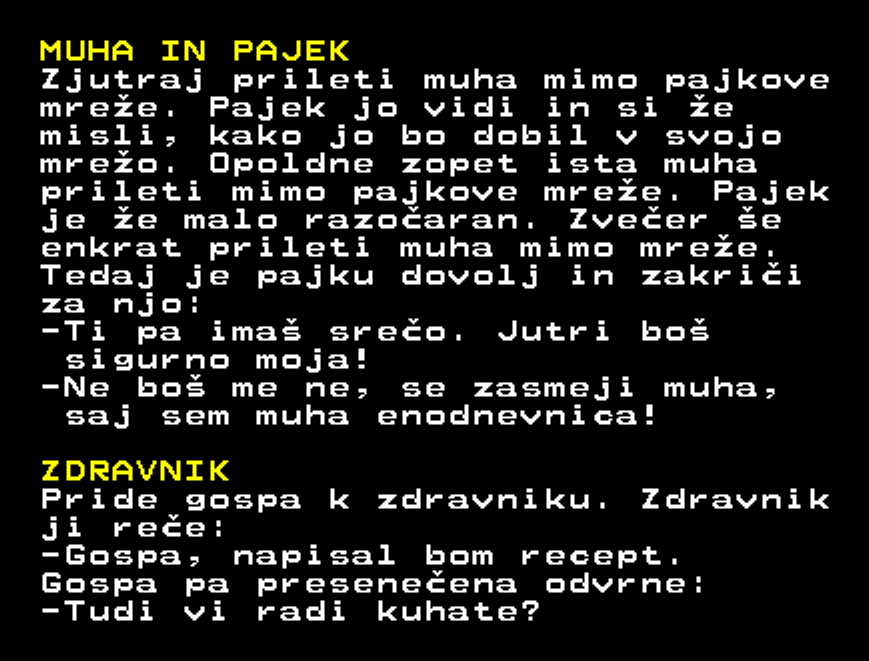 MUHA IN PAJEK
Zjutraj prileti muha mimo pajkove
mreže. Pajek jo vidi in si že
misli, kako jo bo dobil v svojo
mrežo. Opoldne zopet ista muha
prileti mimo pajkove mreže. Pajek
je že malo razočaran. Zvečer še
enkrat prileti muha mimo mreže.
Tedaj je pajku dovolj in zakriči
za njo:
-Ti pa imaš srečo. Jutri boš
sigurno moja!
-Ne boš me ne, se zasmeji muha,
saj sem muha enodnevnica!
ZDRAVNIK
Pride gospa k zdravniku. Zdravnik
ji reče:
-Gospa, napisal bom recept.
Gospa pa presenečena odvrne:
-Tudi vi radi kuhate?